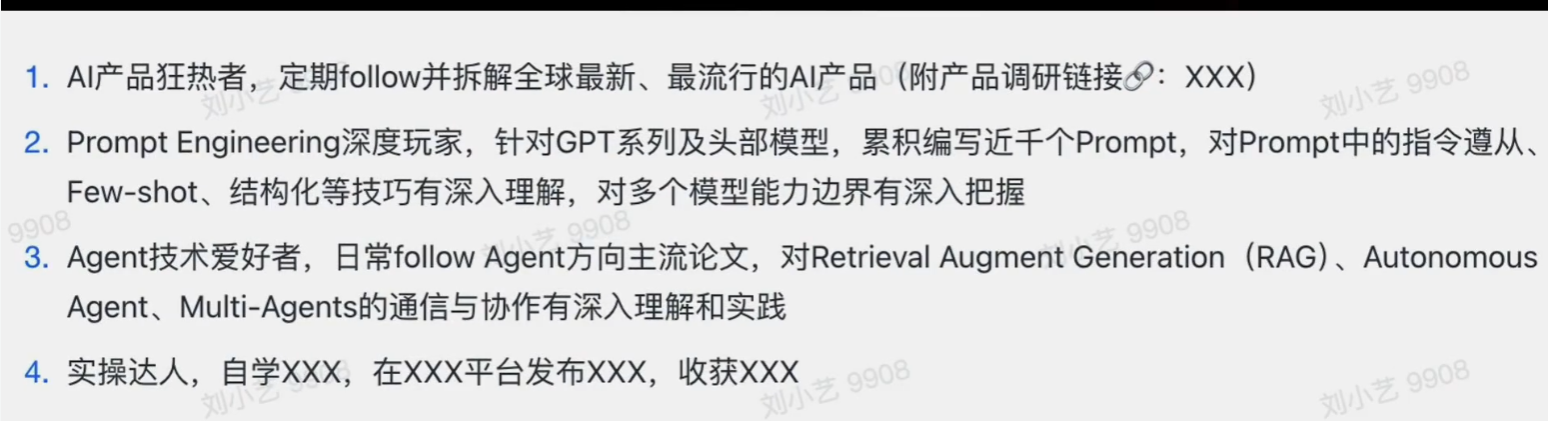 1. AI产品狂热者，定期follow并拆解全球最新、最流行的AI产品（附产品调研链接🔗：XXX）
2. Prompt Engineering深度玩家，针对GPT系列及头部模型，累积编写近千个Prompt，对Prompt中的指令遵从、
Few-shot、结构化等技巧有深入理解，对多个模型能力边界有深入把握
3. Agent技术爱好者，日常follow Agent方向主流论文，对Retrieval Augment Generation（RAG）、Autonomous
Agent、Multi-Agents的通信与协作有深入理解和实践
4. 实操达人，自学XXX，在XXX平台发布XXX，收获XXX
刘小艺 9908
刘小艺 9908
刘小艺 9908
9908
刘小艺 9908
刘小艺 9908
刘小艺 9908
刘小艺 9908
刘小艺 9908